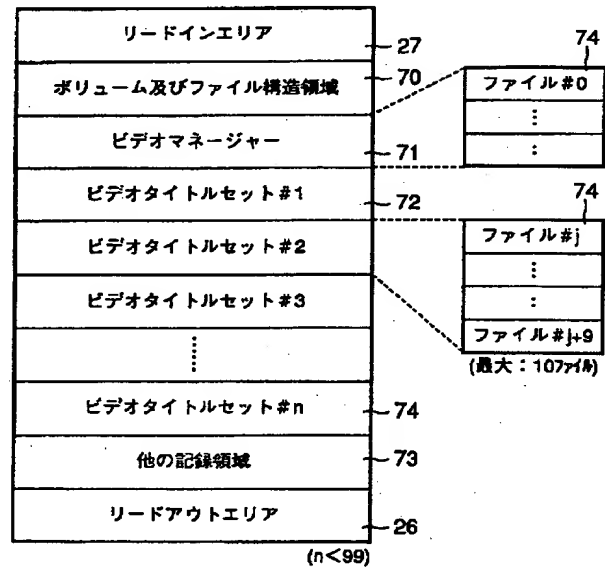 リードインエリア
27
ボリューム及びファイル構造領域
70
ビデオマネージャー
71
ビデオタイトルセット#1
72
ビデオタイトルセット#2
ビデオタイトルセット#3
ビデオタイトルセット#n
74
他の記録領域
73
リードアウトエリア
26
(n<99)
74
ファイル#0
74
ファイル#j
ファイル#j+9
(最大：10ファイル)